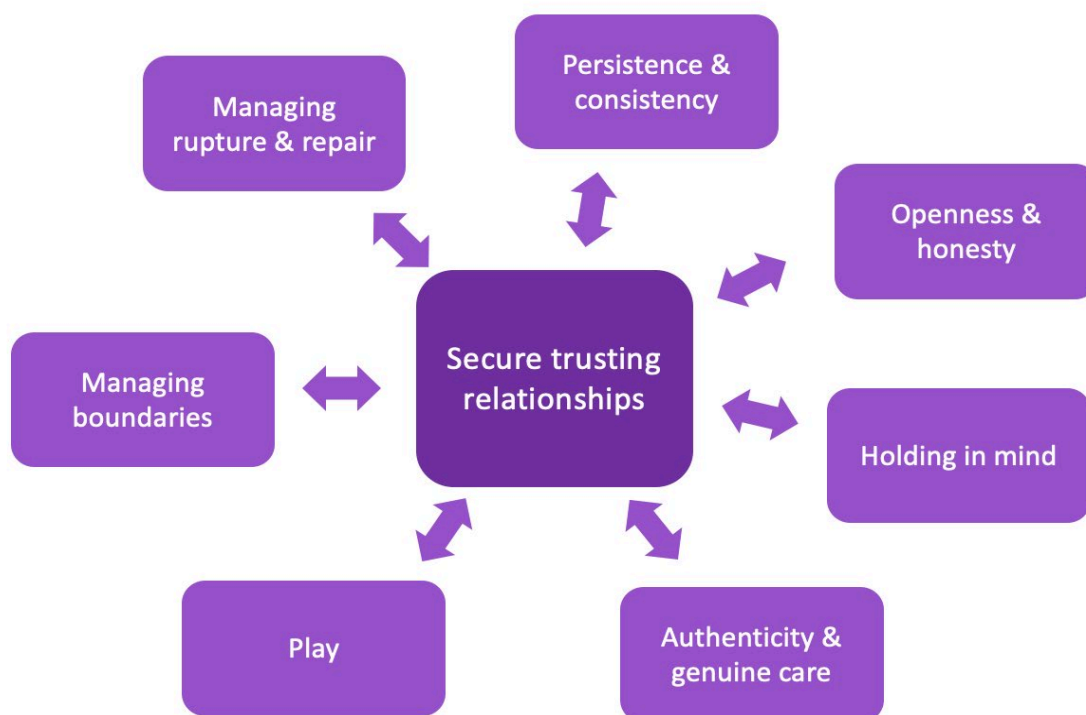 Persistence &
consistency
Managing
rupture & repair
Openness &
honesty
Secure trusting
relationships
Managing
boundaries
Holding in mind
Play
Authenticity &
genuine care